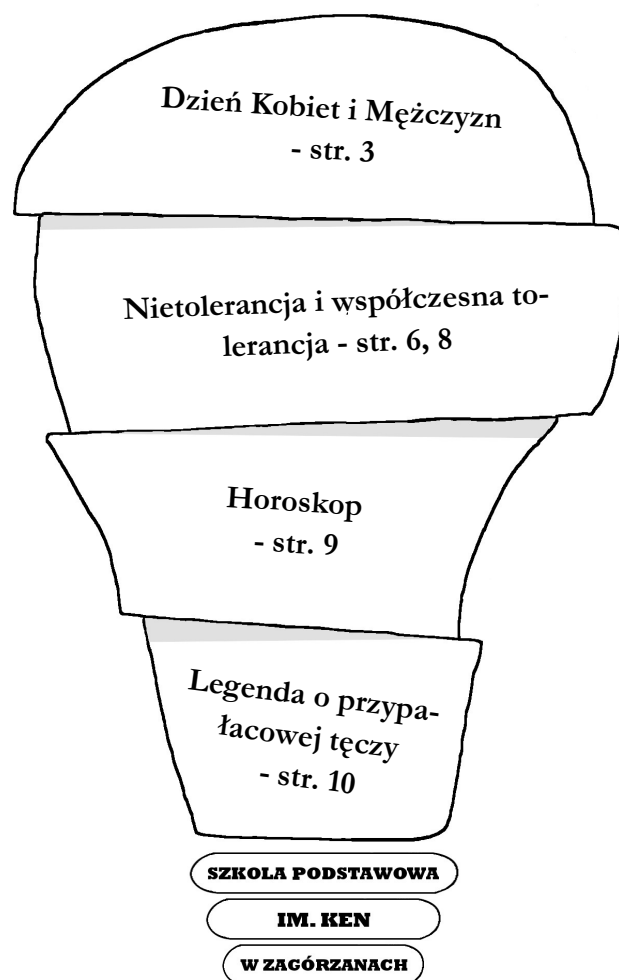 Dzień Kobiet i Mężczyzn
- str. 3
Nietolerancja i współczesna to-
lerancja - str. 6, 8
Horoskop
- str. 9
Legenda o przypa-
łacowej tęczy
- str. 10
SZKOLA PODSTAWOWA
IM. KEN
W ZAGÓRZANACH